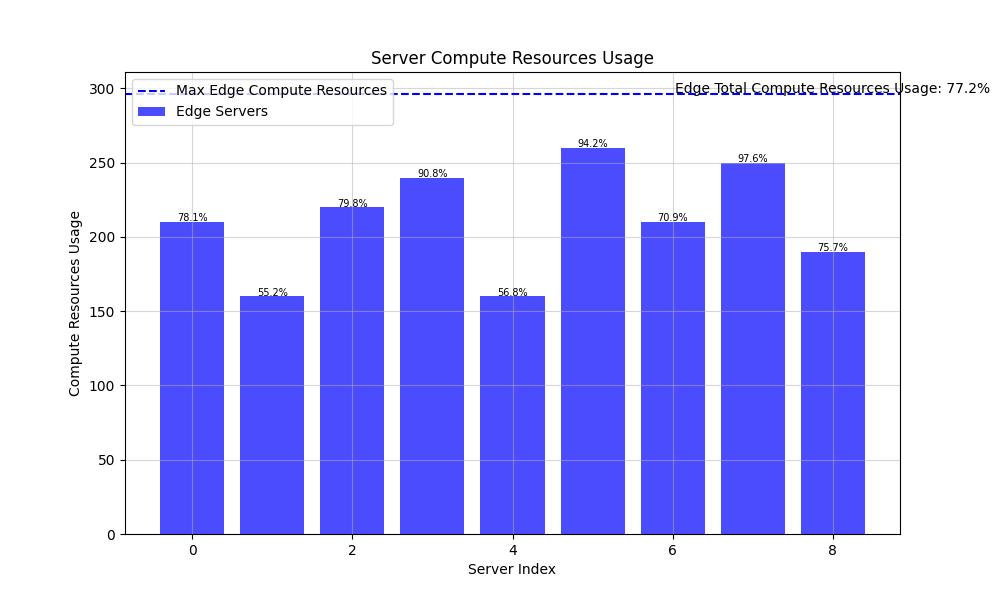 Server Compute Resources Usage
Max Edge Compute Resources
Edge Servers
Edge Total Compute Resources Usage: 77.2%
300
250
200
150
100
50
0
Compute Resources Usage
78.1%
55.2%
79.8%
90.8%
56.8%
94.2%
70.9%
97.6%
75.7%
0 2 4 6 8
Server Index